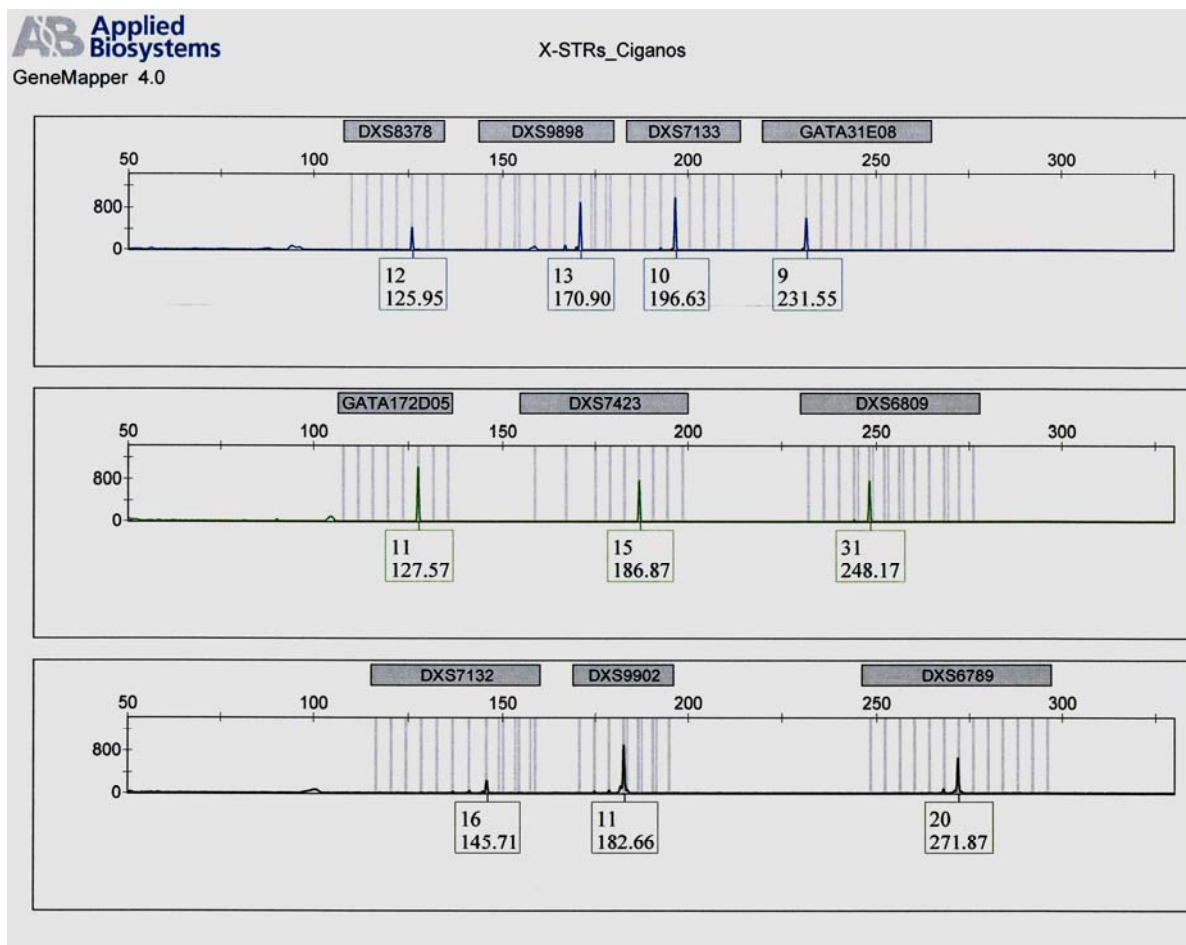 AB Applied
Biosystems
X-STRs_Ciganos
GeneMapper 4.0
DXS8378 DXS9898 DXS7133 GATA31E08
50 100 150 200 250 300
800
0
12 13 10 9
125.95 170.90 196.63 231.55
GATA172D05 DXS7423 DXS6809
50 100 150 200 250 300
800
0
11 15 31
127.57 186.87 248.17
DXS7132 DXS9902 DXS6789
50 100 150 200 250 300
800
0
16 11 20
145.71 182.66 271.87